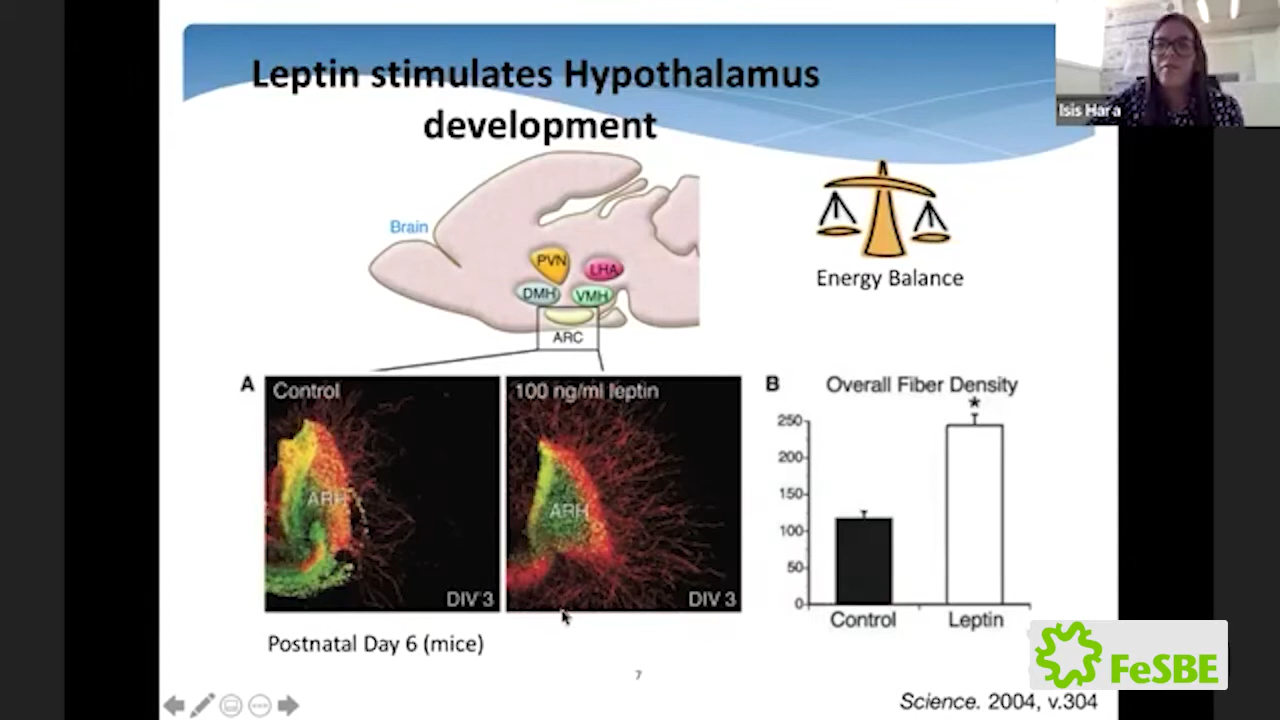 Leptin stimulates Hypothalamus
development
Isis Hara
Brain
PVN
LHA
DMH
VMH
ARC
Energy Balance
A
Control
ARH
DIV 3
100 ng/ml leptin
ARH
DIV 3
B
Overall Fiber Density
*
250
200
150
100
50
0
Control
Leptin
Postnatal Day 6 (mice)
7
FeSBE
Science. 2004, v.304